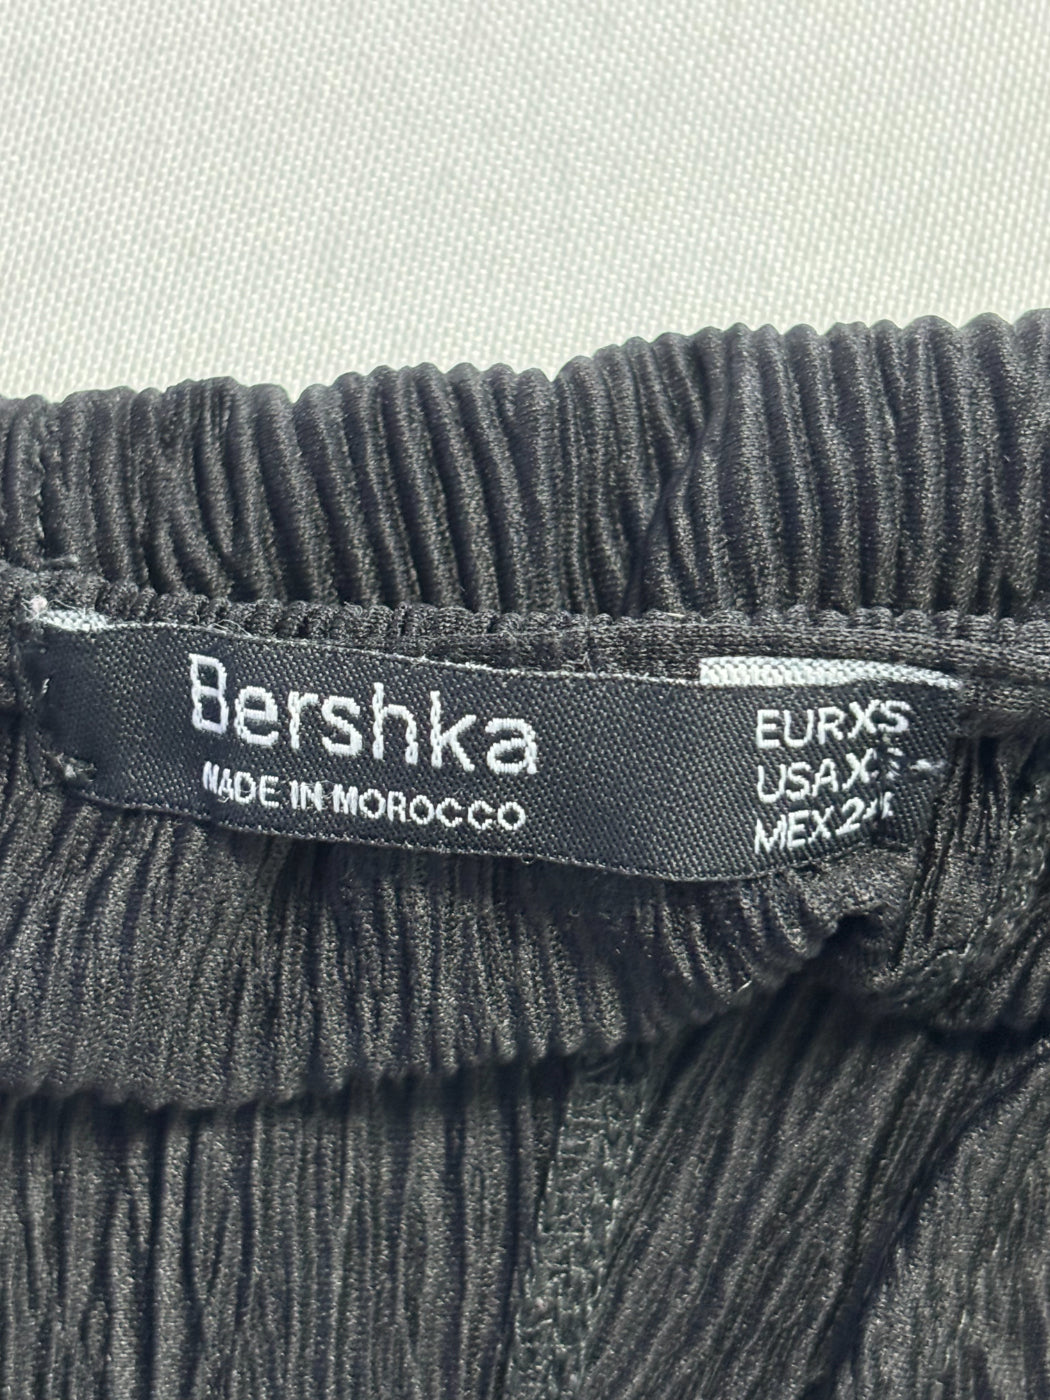 Bershka
MADE IN MOROCCO
EUR XS
USA
MEX